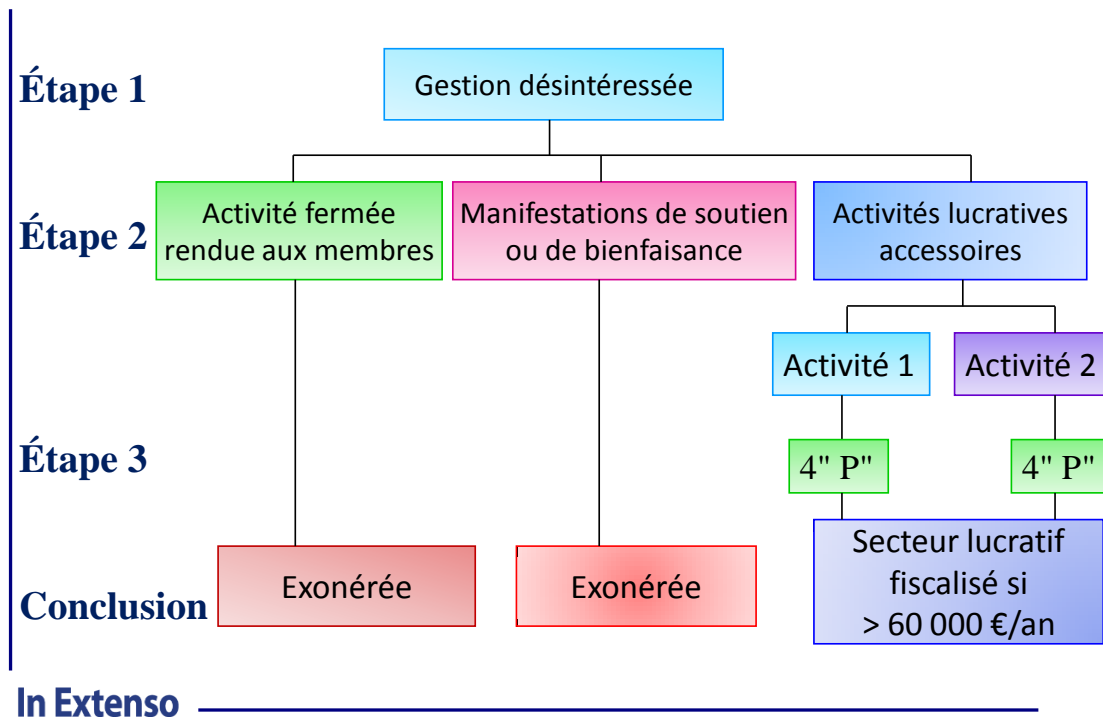 Étape 1
Gestion désintéressée
Étape 2
Activité fermée
rendue aux membres
Manifestations de soutien
ou de bienfaisance
Activités lucratives
accessoires
Activité 1
Activité 2
Étape 3
4" P"
4" P"
Conclusion
Exonérée
Exonérée
Secteur lucratif
fiscalisé si
> 60 000 €/an
In Extenso